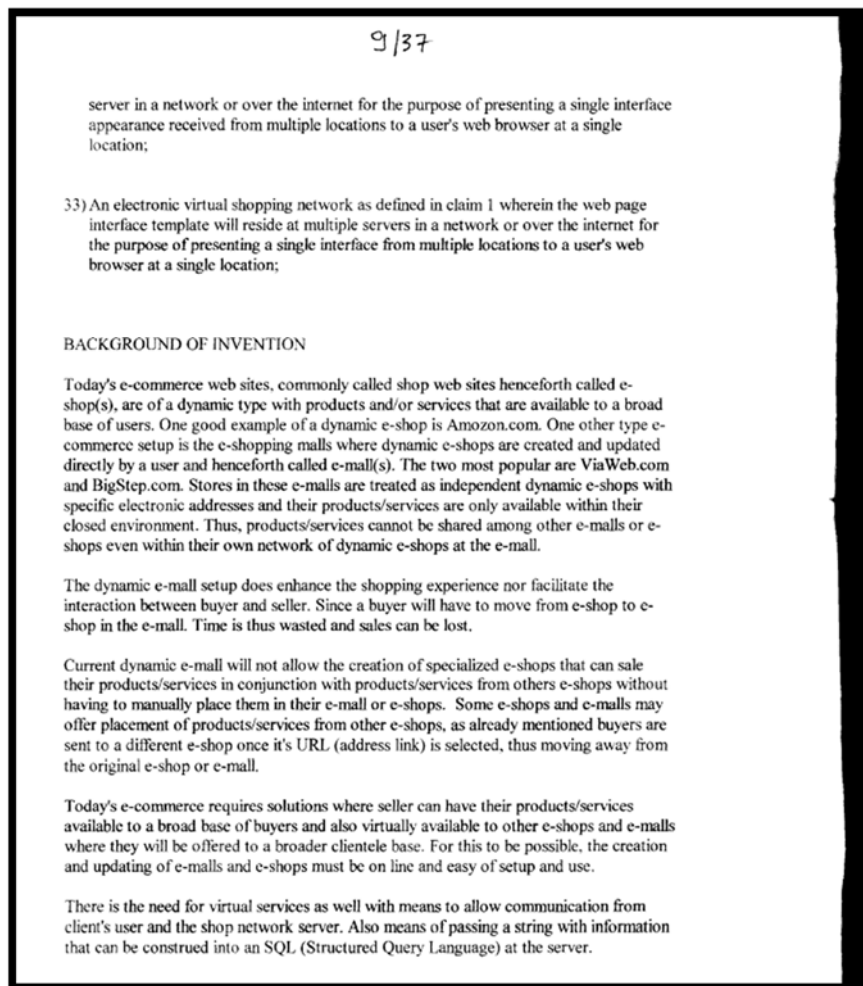 9/37
server in a network or over the internet for the purpose of presenting a single interface
appearance received from multiple locations to a user's web browser at a single
location;
33) An electronic virtual shopping network as defined in claim 1 wherein the web page
interface template will reside at multiple servers in a network or over the internet for
the purpose of presenting a single interface from multiple locations to a user's web
browser at a single location;
BACKGROUND OF INVENTION
Today's e-commerce web sites, commonly called shop web sites henceforth called e-
shop(s), are of a dynamic type with products and/or services that are available to a broad
base of users. One good example of a dynamic e-shop is Amozon.com. One other type e-
commerce setup is the e-shopping malls where dynamic e-shops are created and updated
directly by a user and henceforth called e-mall(s). The two most popular are ViaWeb.com
and BigStep.com. Stores in these e-malls are treated as independent dynamic e-shops with
specific electronic addresses and their products/services are only available within their
closed environment. Thus, products/services cannot be shared among other e-malls or e-
shops even within their own network of dynamic e-shops at the e-mall.
The dynamic e-mall setup does enhance the shopping experience nor facilitate the
interaction between buyer and seller. Since a buyer will have to move from e-shop to e-
shop in the e-mall. Time is thus wasted and sales can be lost.
Current dynamic e-mall will not allow the creation of specialized e-shops that can sale
their products/services in conjunction with products/services from others e-shops without
having to manually place them in their e-mall or e-shops. Some e-shops and e-malls may
offer placement of products/services from other e-shops, as already mentioned buyers are
sent to a different e-shop once it's URL (address link) is selected, thus moving away from
the original e-shop or e-mall.
Today's e-commerce requires solutions where seller can have their products/services
available to a broad base of buyers and also virtually available to other e-shops and e-malls
where they will be offered to a broader clientele base. For this to be possible, the creation
and updating of e-malls and e-shops must be on line and easy of setup and use.
There is the need for virtual services as well with means to allow communication from
client's user and the shop network server. Also means of passing a string with information
that can be construed into an SQL (Structured Query Language) at the server.